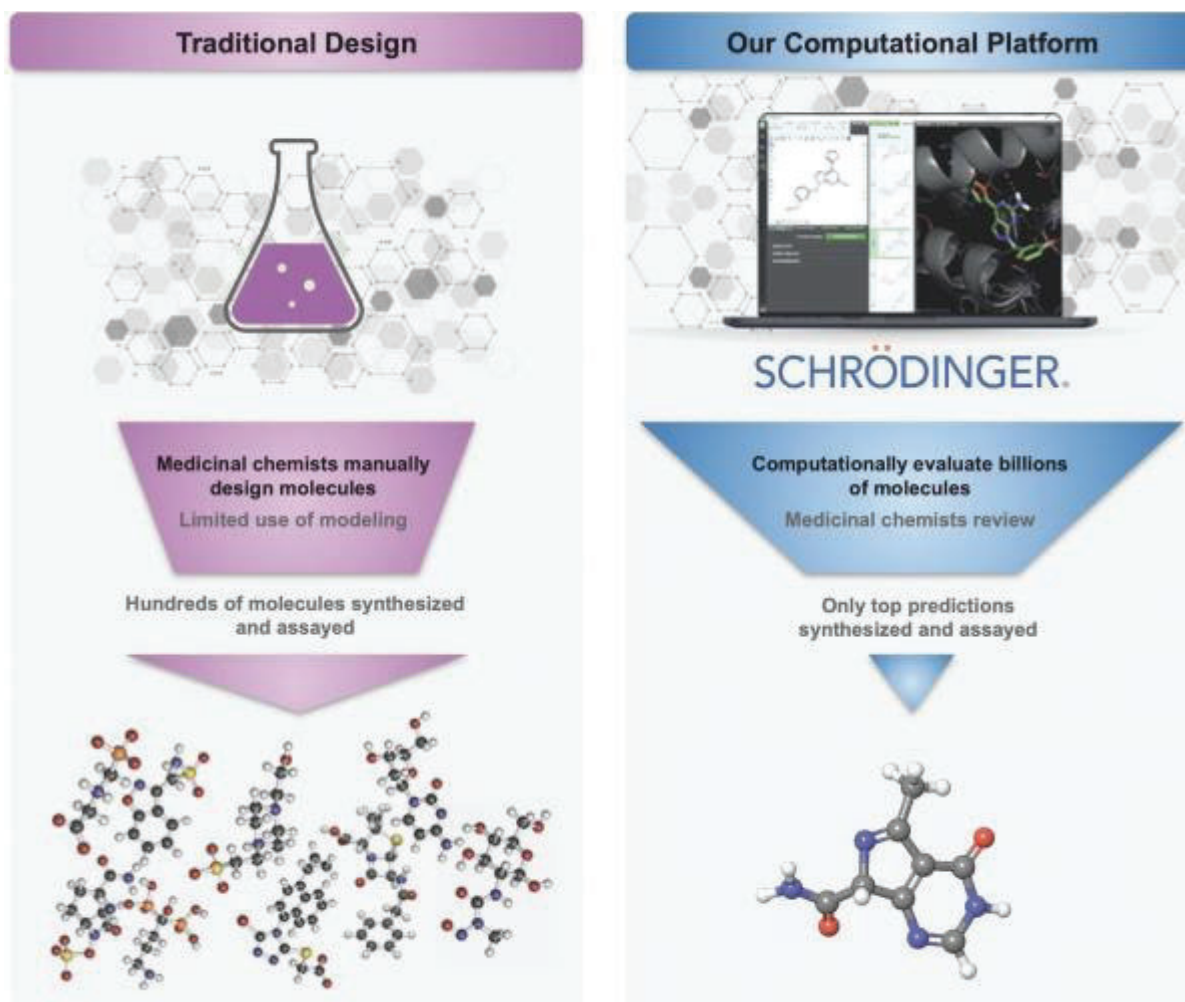 Traditional Design
Medicinal chemists manually
design molecules
Limited use of modeling
Hundreds of molecules synthesized
and assayed
Our Computational Platform
SCHRÖDINGER.
Computationally evaluate billions
of molecules
Medicinal chemists review
Only top predictions
synthesized and assayed